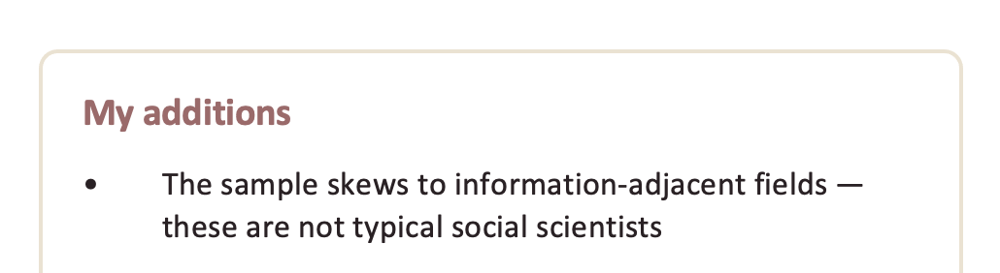 My additions
• The sample skews to information-adjacent fields —
these are not typical social scientists